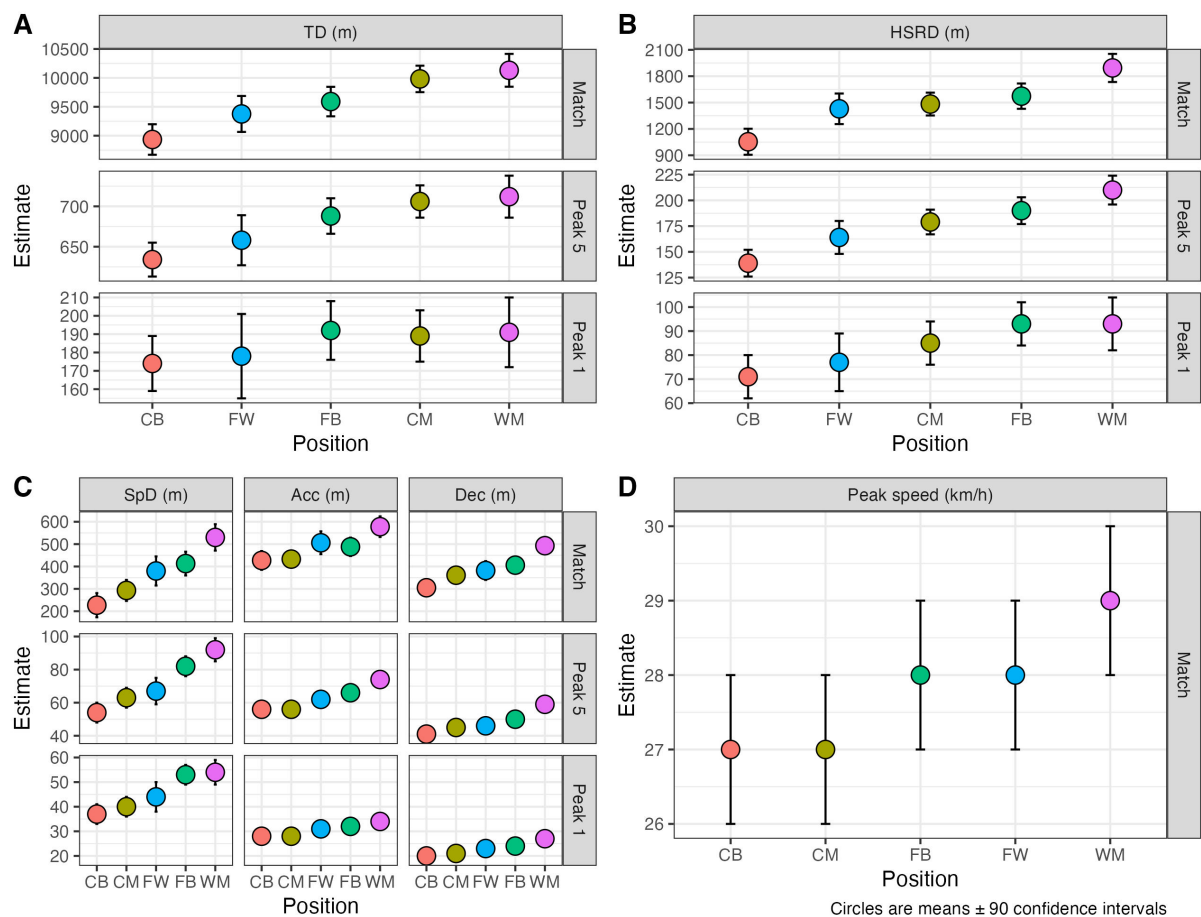 A
TD (m)
Estimate
10500
10000
9500
9000
Match
700
650
Peak 5
210
200
190
180
170
160
Peak 1
CB FW FB CM WM
Position
B
HSRD (m)
Estimate
2100
1800
1500
1200
900
Match
225
200
175
150
125
Peak 5
100
90
80
70
60
Peak 1
CB FW CM FB WM
Position
C
SpD (m) Acc (m) Dec (m)
Estimate
600
500
400
300
200
Match
100
80
60
40
Peak 5
60
50
40
30
20
Peak 1
CB CM FW FB WM CB CM FW FB WM CB CM FW FB WM
Position
D
Peak speed (km/h)
Estimate
30
29
28
27
26
Match
CB CM FB FW WM
Position
Circles are means ± 90 confidence intervals